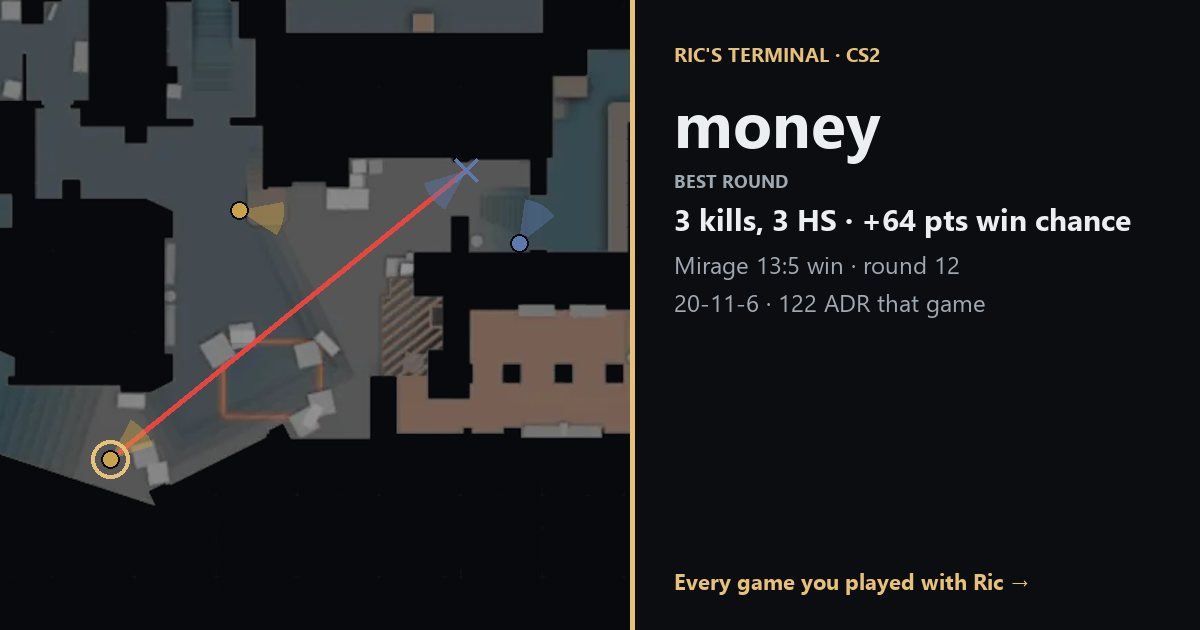 RIC'S TERMINAL · CS2
money
BEST ROUND
3 kills, 3 HS · +64 pts win chance
Mirage 13:5 win · round 12
20-11-6 · 122 ADR that game
Every game you played with Ric →